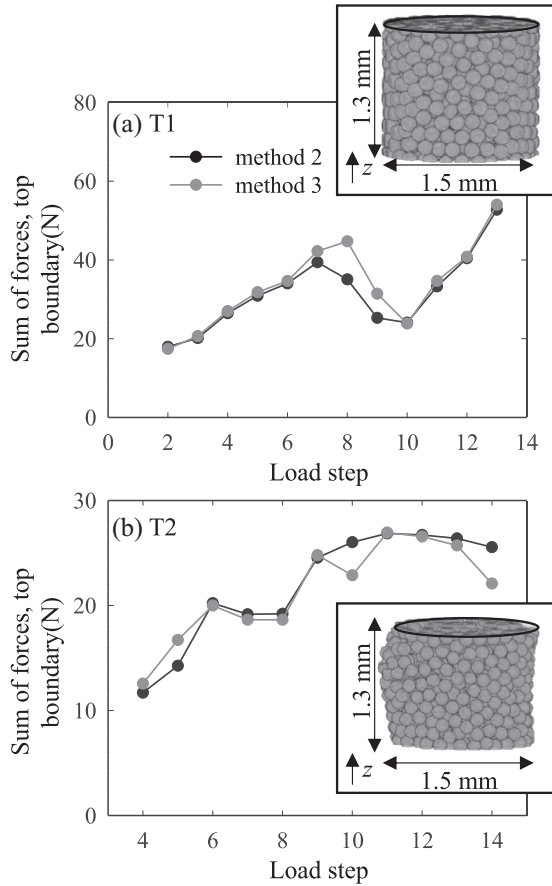 1.3 mm
z
1.5 mm
(a) T1
method 2
method 3
80
60
40
20
0
Sum of forces, top
boundary(N)
0 2 4 6 8 10 12 14
Load step
(b) T2
30
20
10
0
Sum of forces, top
boundary(N)
1.3 mm
z
1.5 mm
4 6 8 10 12 14
Load step